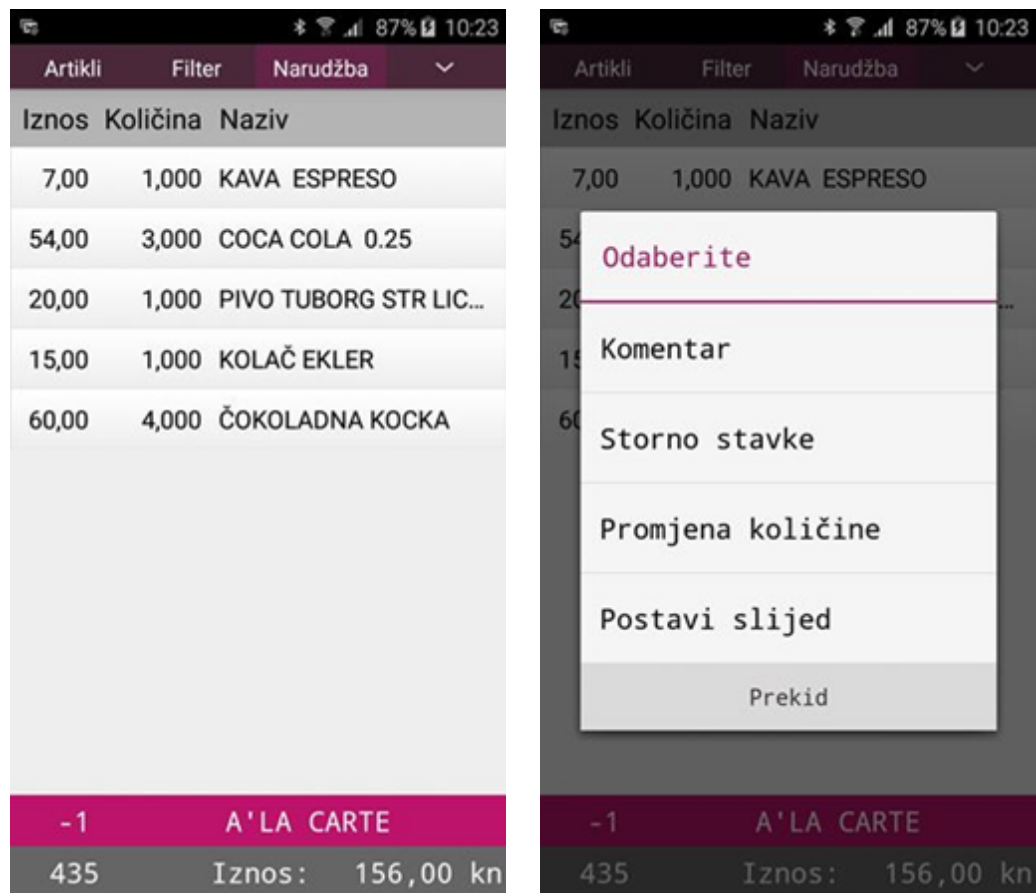 87% 10:23
Artikli Filter Narudžba
Iznos Količina Naziv
7,00 1,000 KAVA ESPRESO
54,00 3,000 COCA COLA 0.25
20,00 1,000 PIVO TUBORG STR LIC...
15,00 1,000 KOLAČ EKLER
60,00 4,000 ČOKOLADNA KOCKA
-1 A'LA CARTE
435 Iznos: 156,00 kn
87% 10:23
Artikli Filter Narudžba
Iznos Količina Naziv
7,00 1,000 KAVA ESPRESO
54
Odaberite
20 ...
Komentar
15
Storno stavke
60
Promjena količine
Postavi slijed
Prekid
-1 A'LA CARTE
435 Iznos: 156,00 kn